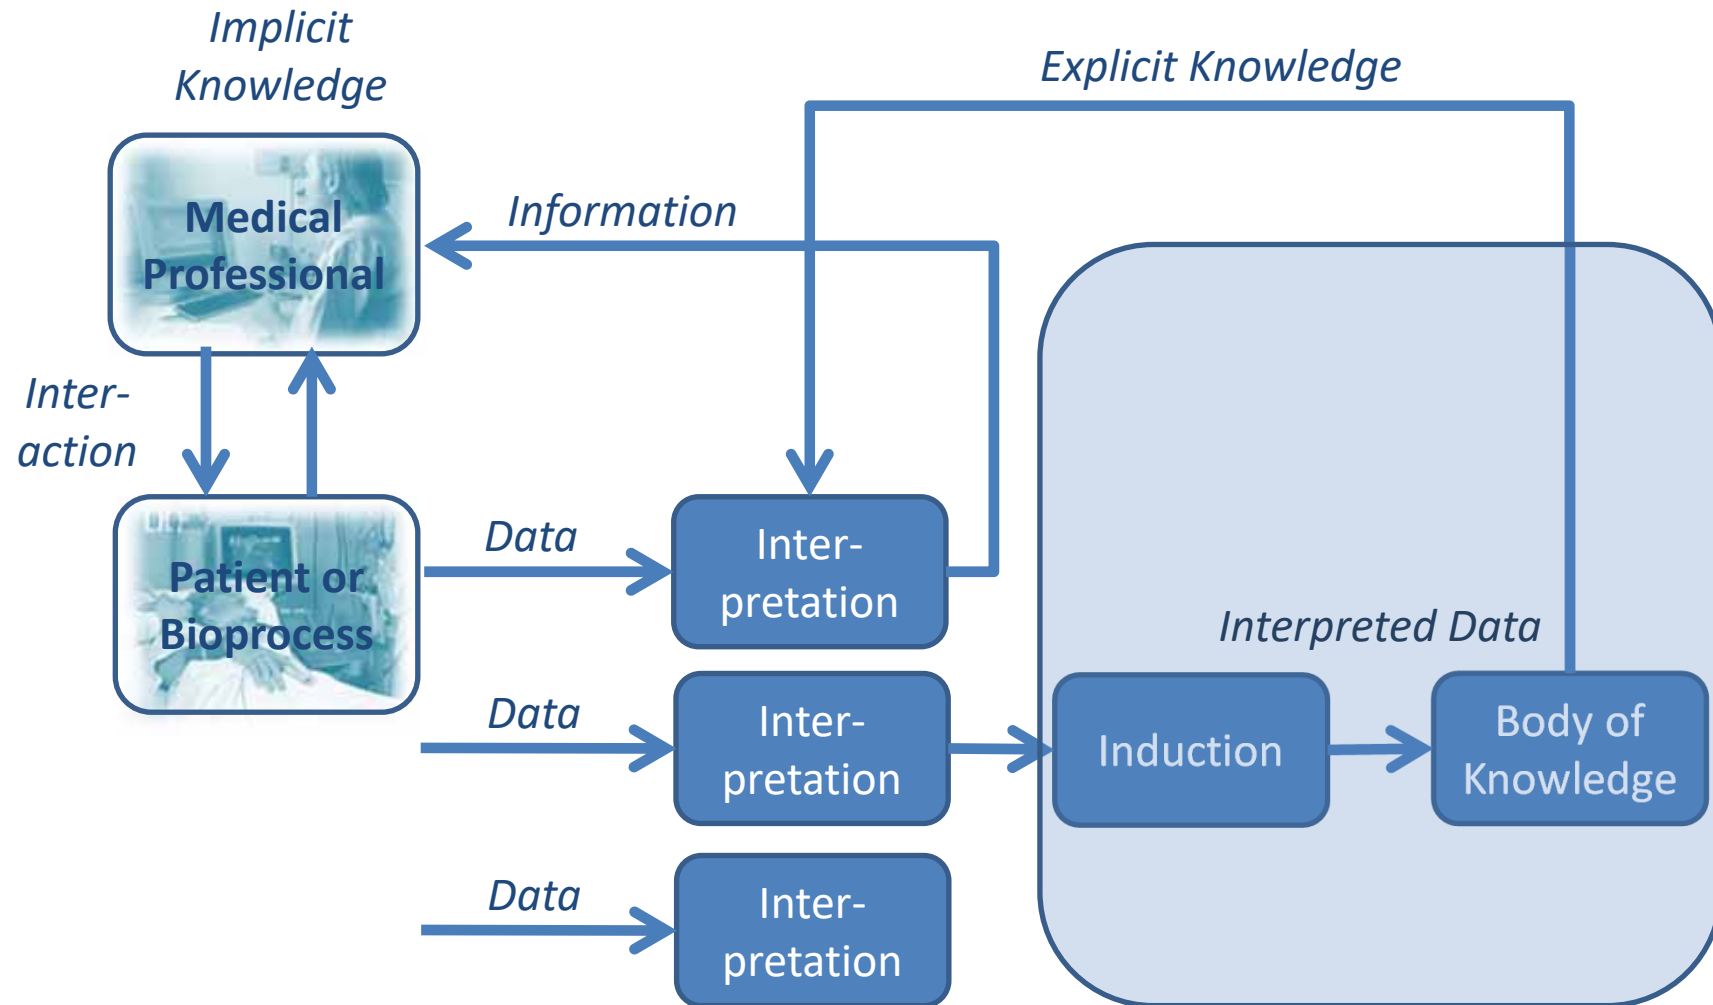 Implicit
Knowledge
Explicit Knowledge
Medical
Professional
Information
Inter-
action
Patient or
Bioprocess
Data
Inter-
pretation
Interpreted Data
Data
Inter-
pretation
Induction
Body of
Knowledge
Data
Inter-
pretation